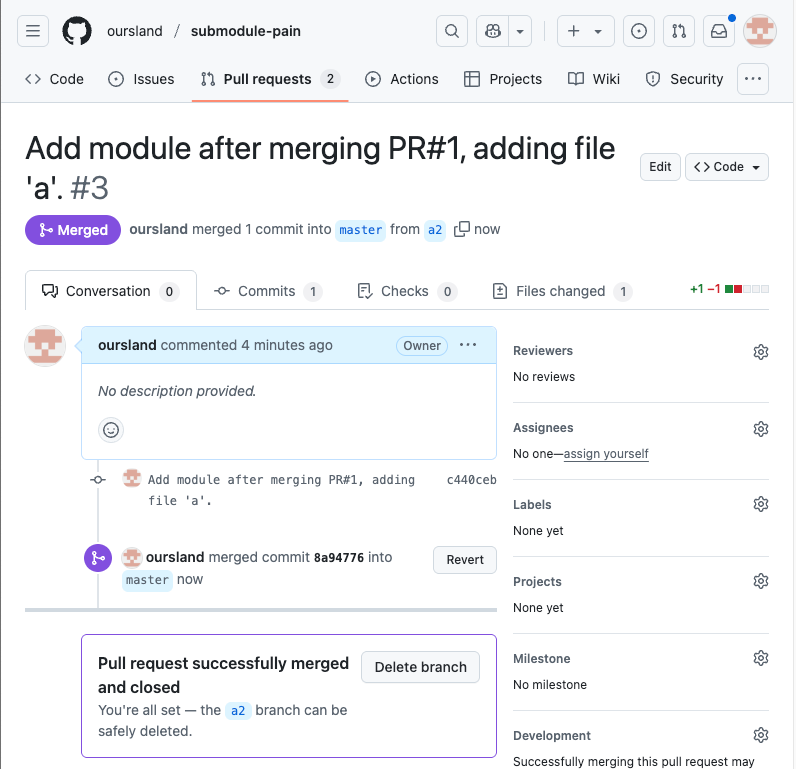 oursland / submodule-pain
Code Issues Pull requests 2 Actions Projects Wiki Security
Add module after merging PR#1, adding file
'a'. #3
Edit
Code
Merged
oursland merged 1 commit into master from a2 now
Conversation 0
Commits 1
Checks 0
Files changed 1
+1 −1
oursland commented 4 minutes ago
Owner
No description provided.
Add module after merging PR#1, adding
file 'a'.
c440ceb
oursland merged commit 8a94776 into
master now
Revert
Pull request successfully merged
and closed
You're all set — the a2 branch can be
safely deleted.
Delete branch
Reviewers
No reviews
Assignees
No one—assign yourself
Labels
None yet
Projects
None yet
Milestone
No milestone
Development
Successfully merging this pull request may